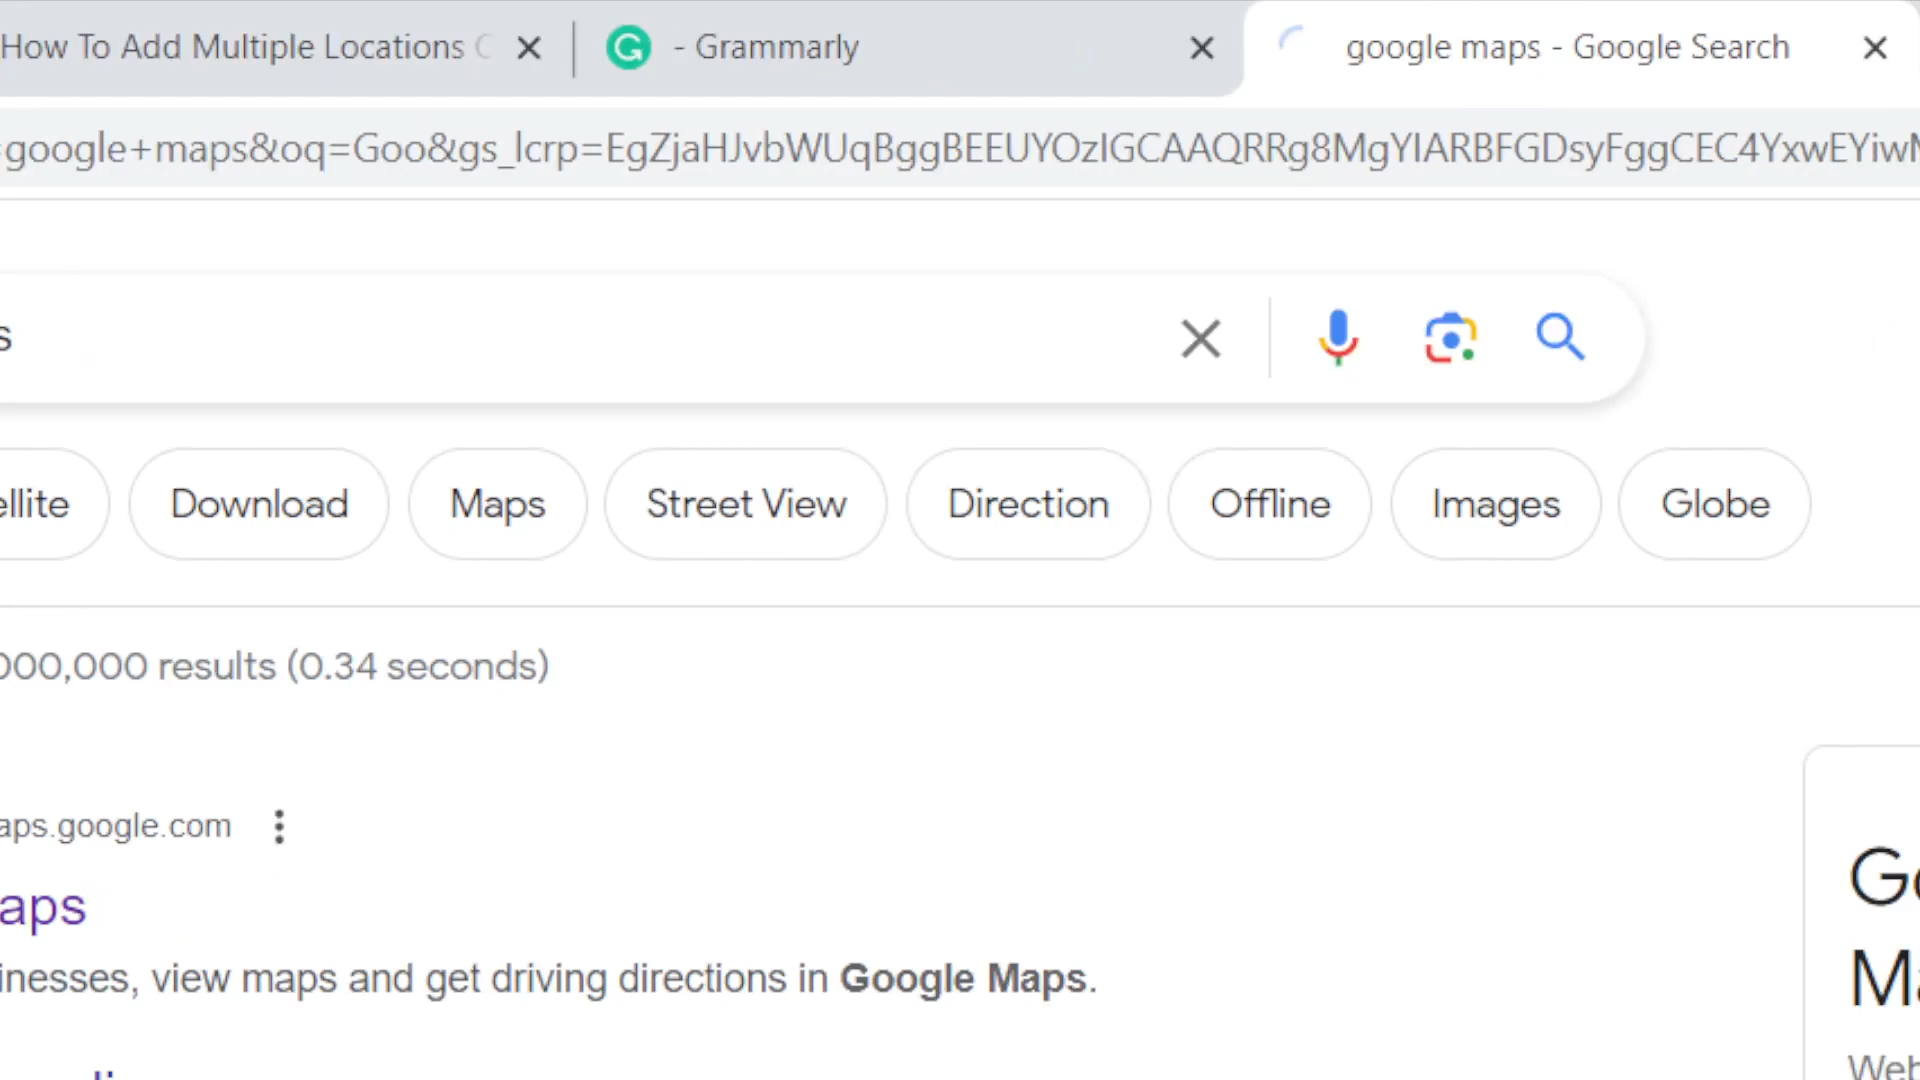 How To Add Multiple Locations
- Grammarly
google maps - Google Search
google+maps&oq=Goo&gs_lcrp=EgZjaHJvbWUqBggBEEUYOzIGCAAQRRg8MgYIARBFGDsyFggCEC4YxwEYiw
s
ellite
Download
Maps
Street View
Direction
Offline
Images
Globe
000,000 results (0.34 seconds)
aps.google.com
aps
inesses, view maps and get driving directions in Google Maps.
Go
Ma
Web